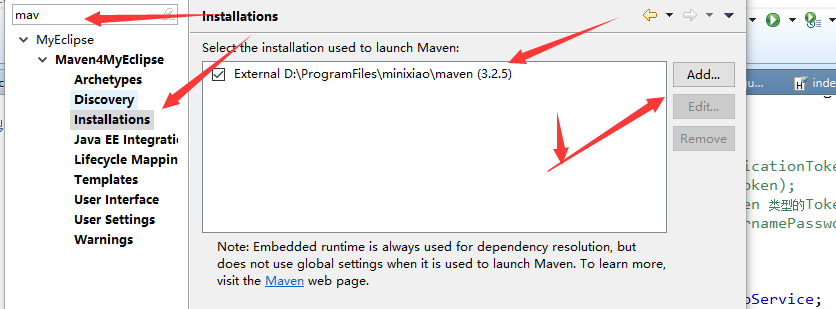 mav
Installations
MyEclipse
Select the installation used to launch Maven:
Maven4MyEclipse
Archetypes
External D:\ProgramFiles\minixiao\maven (3.2.5)
Add...
Discovery
inde
Installations
Edit...
Java EE Integratio
Remove
Lifecycle Mappin
icationToke
Templates
oken);
en 类型的Toke
User Interface
rnamePasswo
User Settings
Warnings
Note: Embedded runtime is always used for dependency resolution, but
does not use global settings when it is used to launch Maven. To learn more,
visit the Maven web page.
oService;